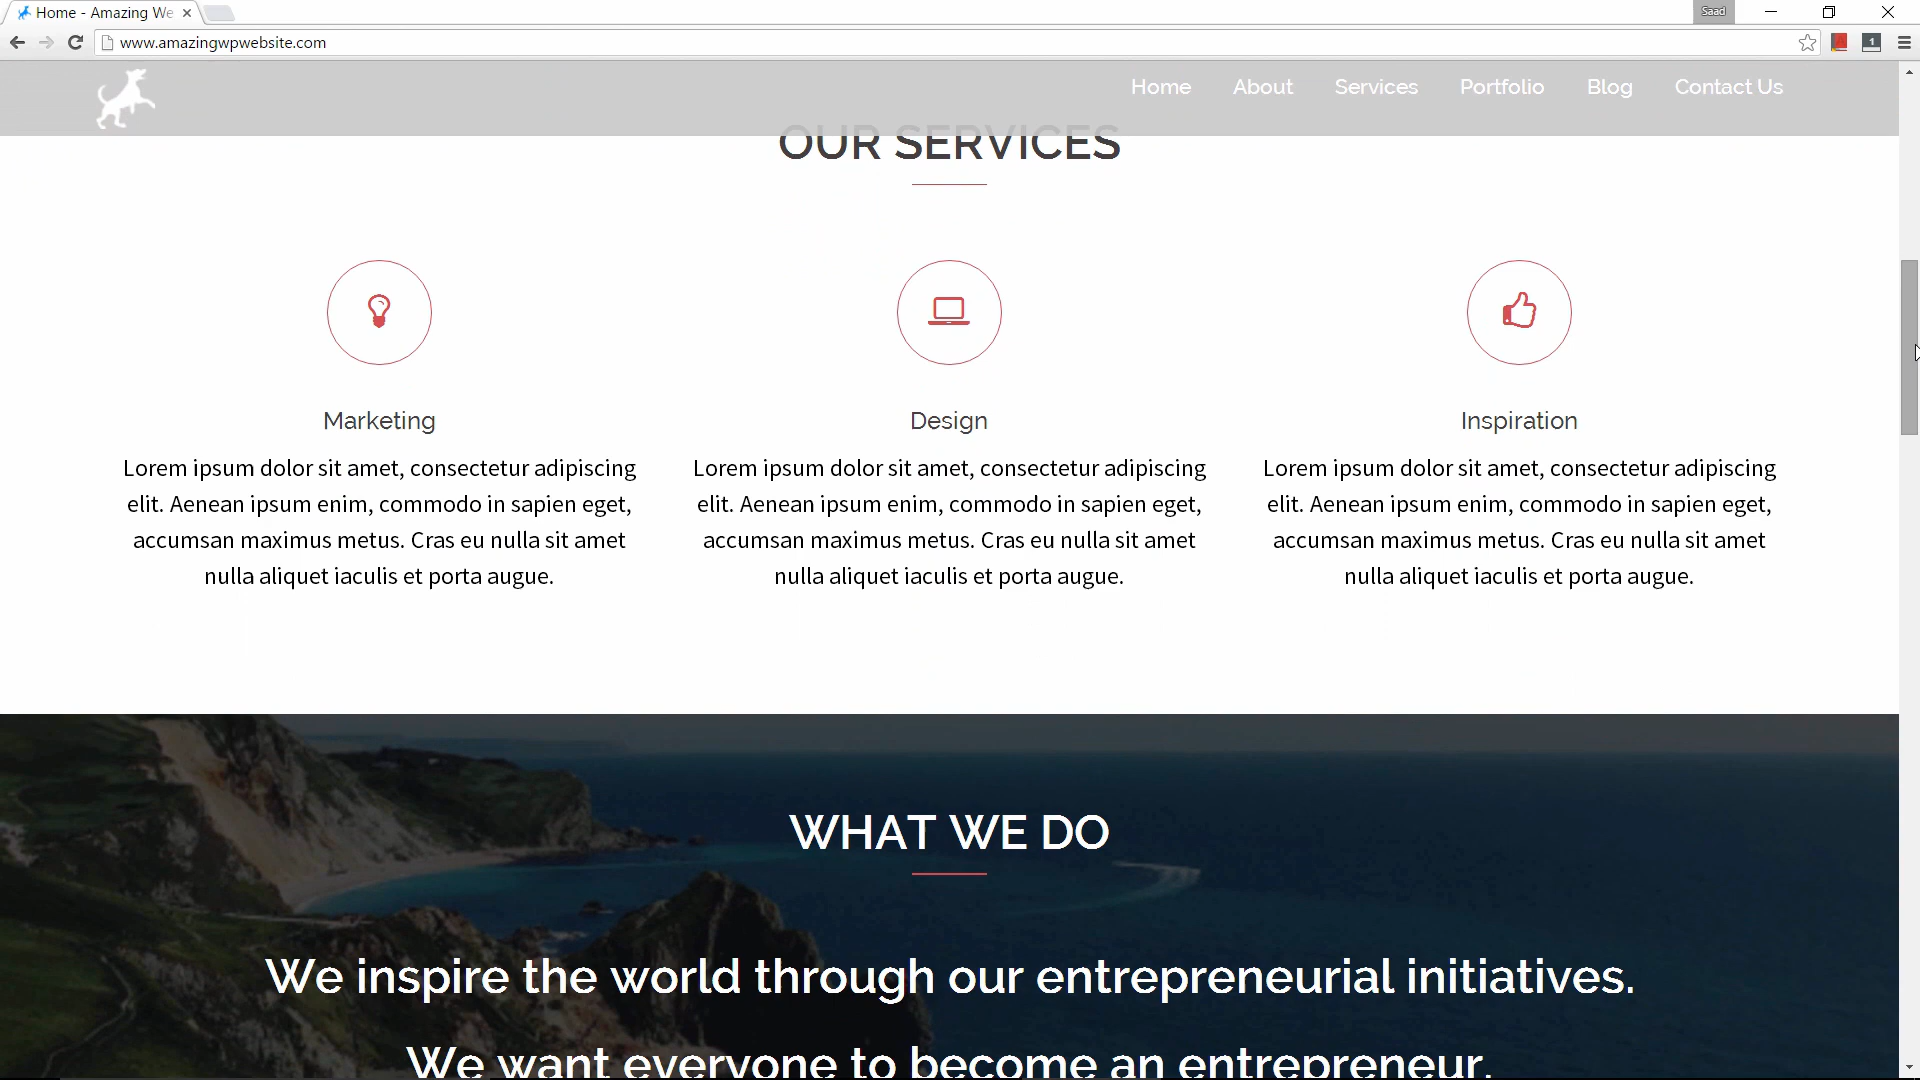 Home - Amazing We
Saad
www.amazingwpwebsite.com
1
Home About Services Portfolio Blog Contact Us
OUR SERVICES
Marketing
Lorem ipsum dolor sit amet, consectetur adipiscing
elit. Aenean ipsum enim, commodo in sapien eget,
accumsan maximus metus. Cras eu nulla sit amet
nulla aliquet iaculis et porta augue.
Design
Lorem ipsum dolor sit amet, consectetur adipiscing
elit. Aenean ipsum enim, commodo in sapien eget,
accumsan maximus metus. Cras eu nulla sit amet
nulla aliquet iaculis et porta augue.
Inspiration
Lorem ipsum dolor sit amet, consectetur adipiscing
elit. Aenean ipsum enim, commodo in sapien eget,
accumsan maximus metus. Cras eu nulla sit amet
nulla aliquet iaculis et porta augue.
WHAT WE DO
We inspire the world through our entrepreneurial initiatives.
We want everyone to become an entrepreneur.